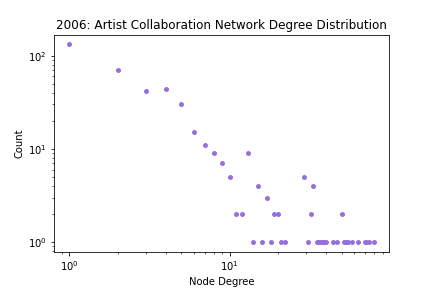 2006: Artist Collaboration Network Degree Distribution
10²
10¹
10⁰
Count
10⁰ 10¹
Node Degree